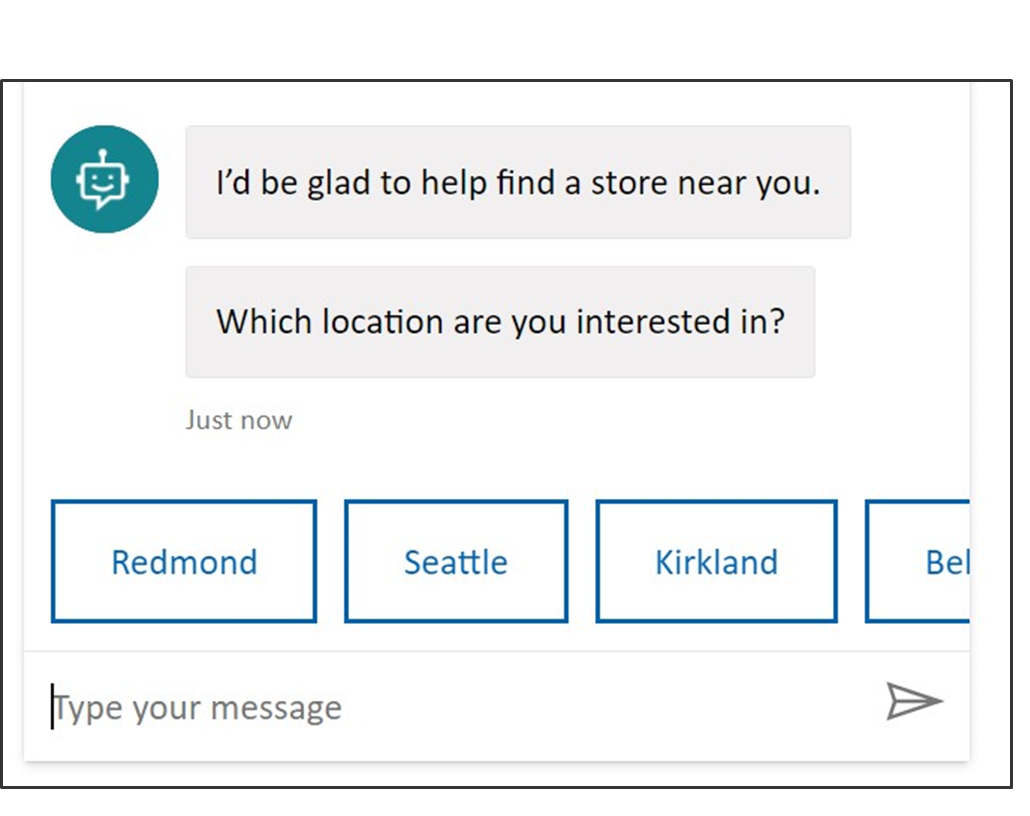 I’d be glad to help find a store near you.
Which location are you interested in?
Just now
Redmond
Seattle
Kirkland
Type your message